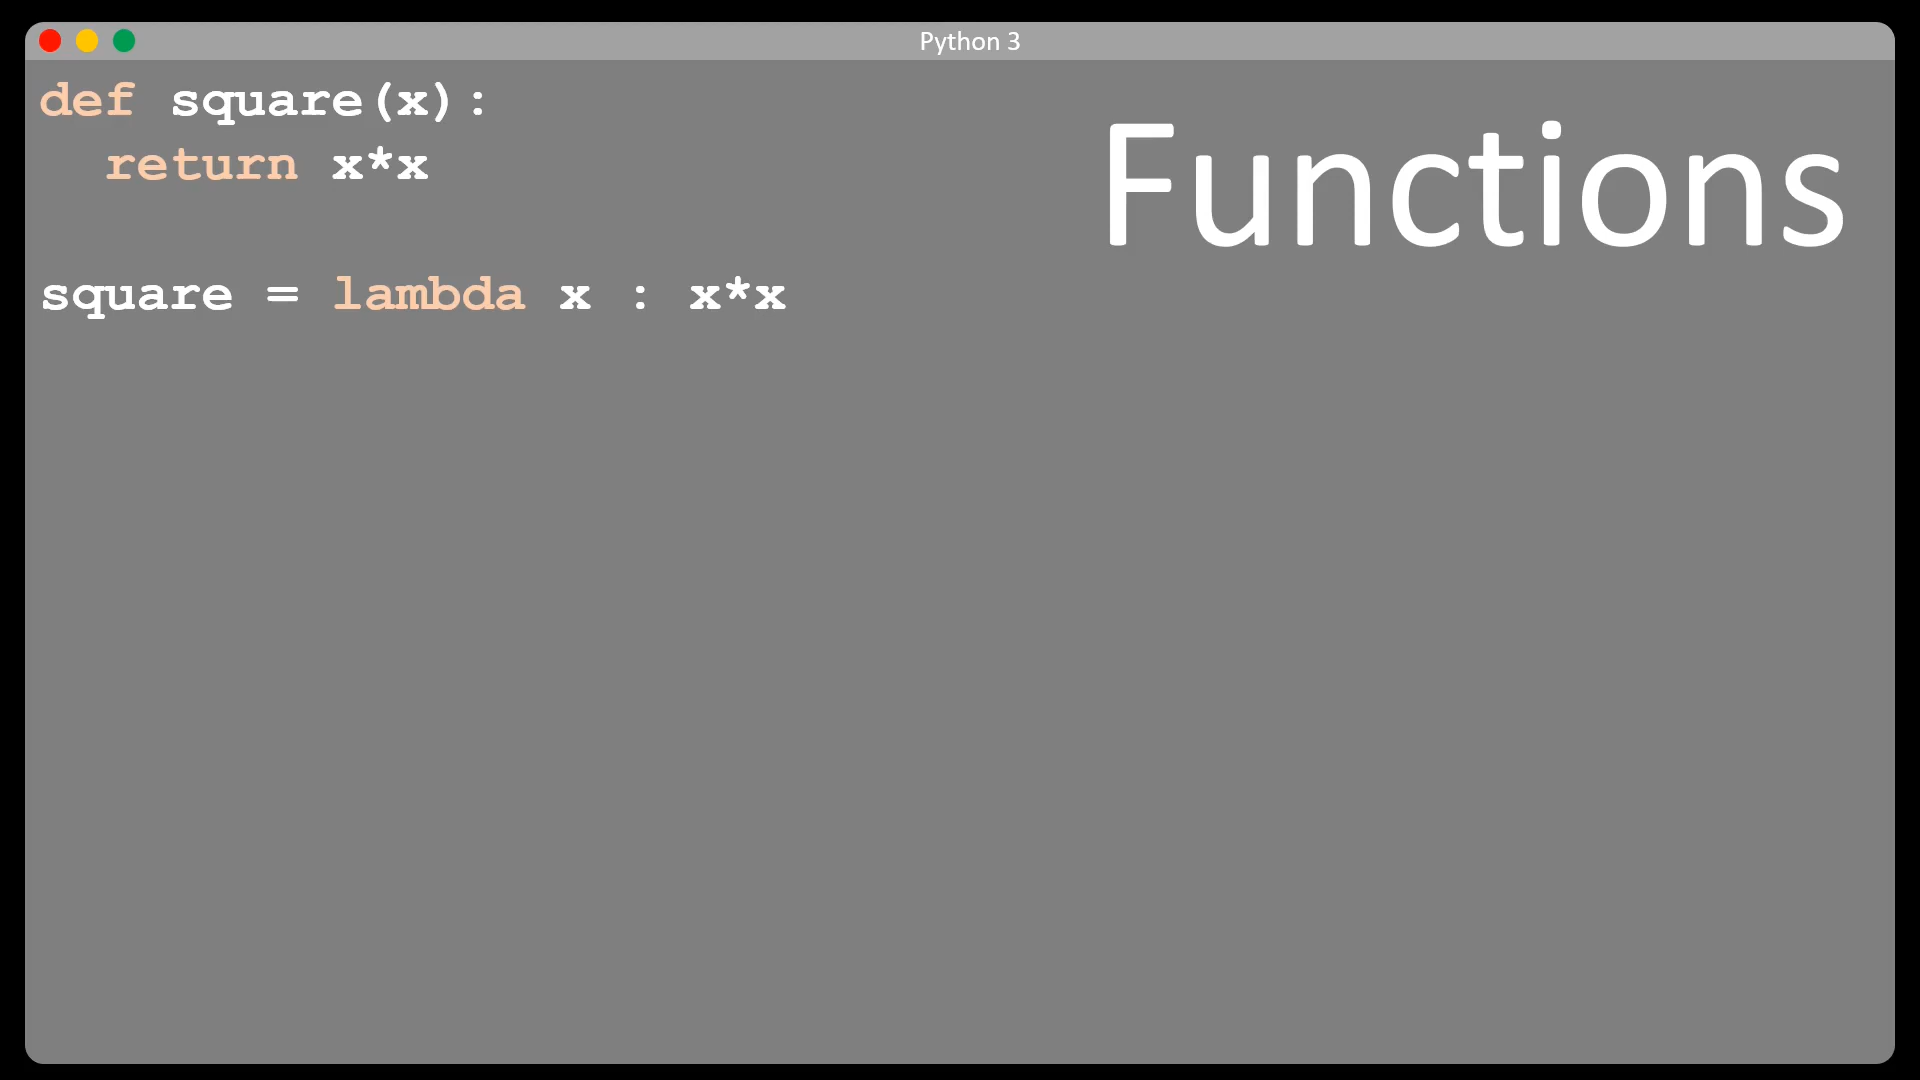 Python 3
def square(x):
  return x*x
Functions
square = lambda x : x*x